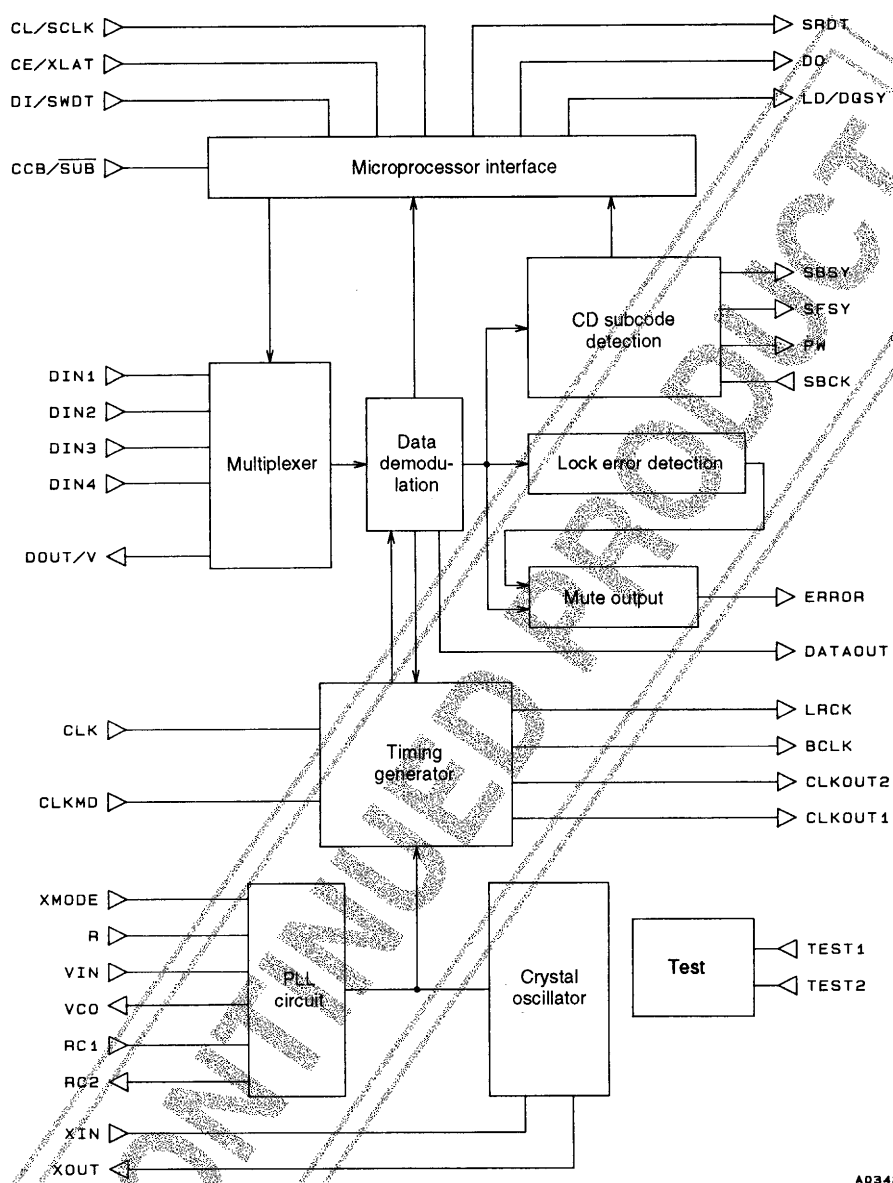 CL/SCLK
CE/XLAT
DI/SWDT
CCB/SUB
SRDT
DO
LD/DQSY
Microprocessor interface
CD subcode
detection
SBSY
SFSY
PW
SBCK
DIN1
DIN2
DIN3
DIN4
DOUT/V
Multiplexer
Data
demodu-
lation
Lock error detection
Mute output
ERROR
DATAOUT
CLK
CLKMD
Timing
generator
LRCK
BCLK
CLKOUT2
CLKOUT1
XMODE
R
VIN
VCO
RC1
RC2
PLL
circuit
Crystal
oscillator
Test
TEST1
TEST2
XIN
XOUT
ONTINUED PRODUCT